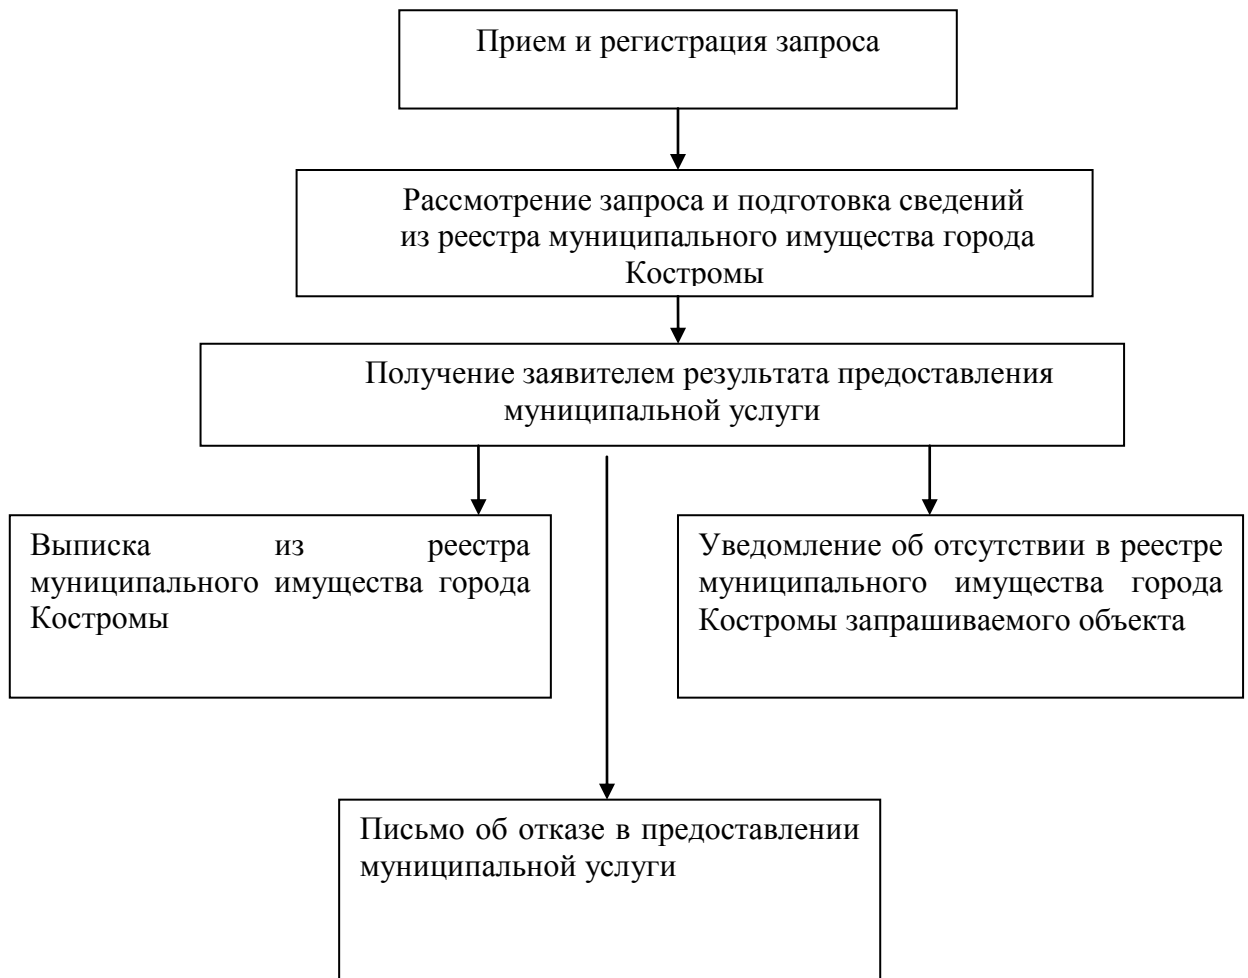 Прием и регистрация запроса
Рассмотрение запроса и подготовка сведений
из реестра муниципального имущества города
Костромы
Получение заявителем результата предоставления
муниципальной услуги
Выписка из реестра
муниципального имущества города
Костромы
Уведомление об отсутствии в реестре
муниципального имущества города
Костромы запрашиваемого объекта
Письмо об отказе в предоставлении
муниципальной услуги